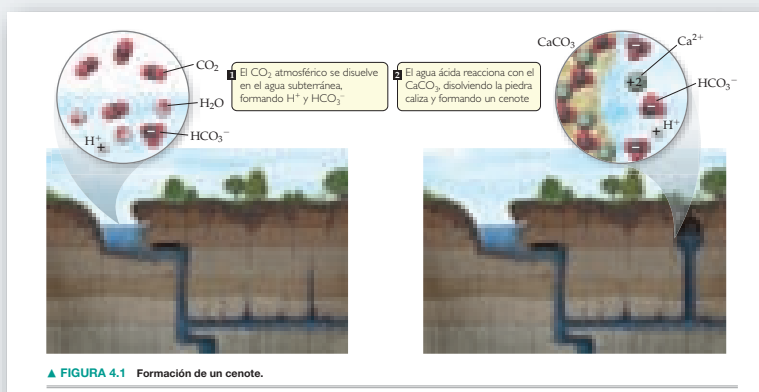 CO₂
H₂O
HCO₃⁻
H⁺
+
−
1 El CO₂ atmosférico se disuelve
en el agua subterránea,
formando H⁺ y HCO₃⁻
2 El agua ácida reacciona con el
CaCO₃, disolviendo la piedra
caliza y formando un cenote
CaCO₃
Ca²⁺
HCO₃⁻
H⁺
−
+2
−
+
−
▲ FIGURA 4.1 Formación de un cenote.